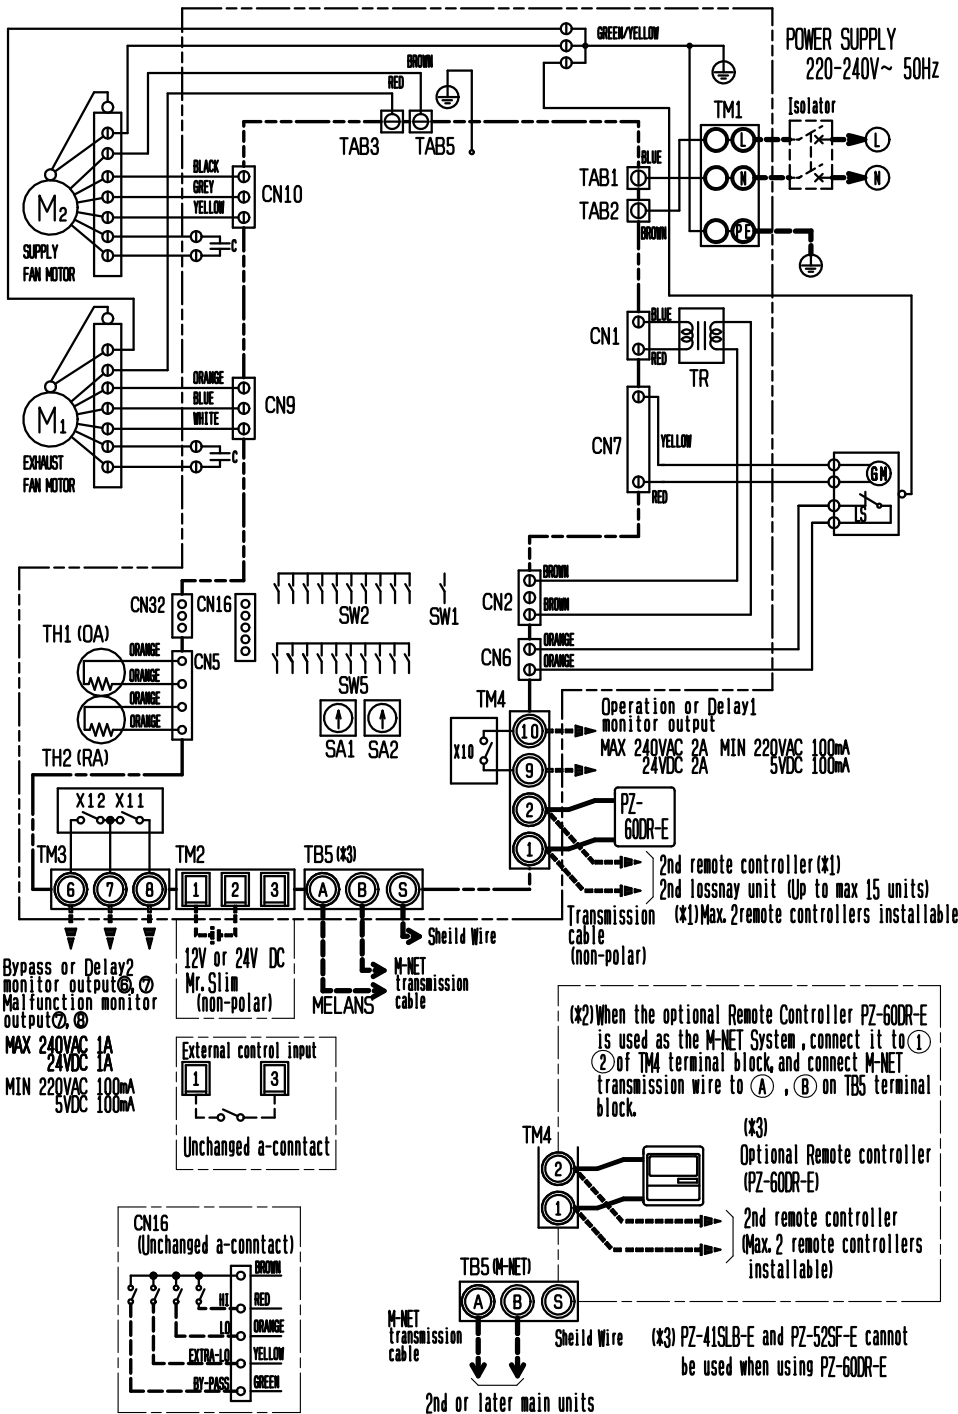 GREEN/YELLOW
POWER SUPPLY
220-240V~ 50Hz
BROWN
RED
Isolator
TM1
L
L
N
N
PE
TAB3
TAB5
BLUE
TAB1
TAB2
BROWN
BLACK
GREY
YELLOW
CN10
C
M2
SUPPLY
FAN MOTOR
BLUE
CN1
RED
TR
ORANGE
BLUE
WHITE
CN9
C
M1
EXHAUST
FAN MOTOR
CN7
YELLOW
RED
GM
LS
CN2
BROWN
BROWN
CN6
ORANGE
ORANGE
CN32
CN16
SW2
SW1
TH1 (OA)
ORANGE
ORANGE
ORANGE
ORANGE
CN5
TH2 (RA)
SW5
SA1
SA2
TM4
X10
10
9
2
1
Operation or Delay1
monitor output
MAX 240VAC 2A MIN 220VAC 100mA
24VDC 2A 5VDC 100mA
PZ-
60DR-E
2nd remote controller(*1)
2nd lossnay unit (Up to max 15 units)
Transmission
cable
(non-polar)
(*1)Max. 2remote controllers installable
X12 X11
TM3
6 7 8
TM2
1 2 3
TB5 (*3)
A B S
Sheild Wire
M-NET
transmission
cable
MELANS
12V or 24V DC
Mr. Slim
(non-polar)
Bypass or Delay2
monitor output⑥, ⑦
Malfunction monitor
output⑦, ⑧
MAX 240VAC 1A
24VDC 1A
MIN 220VAC 100mA
5VDC 100mA
External control input
1 3
Unchanged a-conntact
(*2)When the optional Remote Controller PZ-60DR-E
is used as the M-NET System , connect it to ①
② of TM4 terminal block, and connect M-NET
transmission wire to Ⓐ , Ⓑ on TB5 terminal
block.
(*3)
Optional Remote controller
(PZ-60DR-E)
TM4
2
1
2nd remote controller
(Max. 2 remote controllers
installable)
TB5 (M-NET)
A B S
M-NET
transmission
cable
Sheild Wire
2nd or later main units
(*3) PZ-41SLB-E and PZ-52SF-E cannot
be used when using PZ-60DR-E
CN16
(Unchanged a-conntact)
BROWN
HI
RED
LO
ORANGE
EXTRA-LO
YELLOW
BY-PASS
GREEN